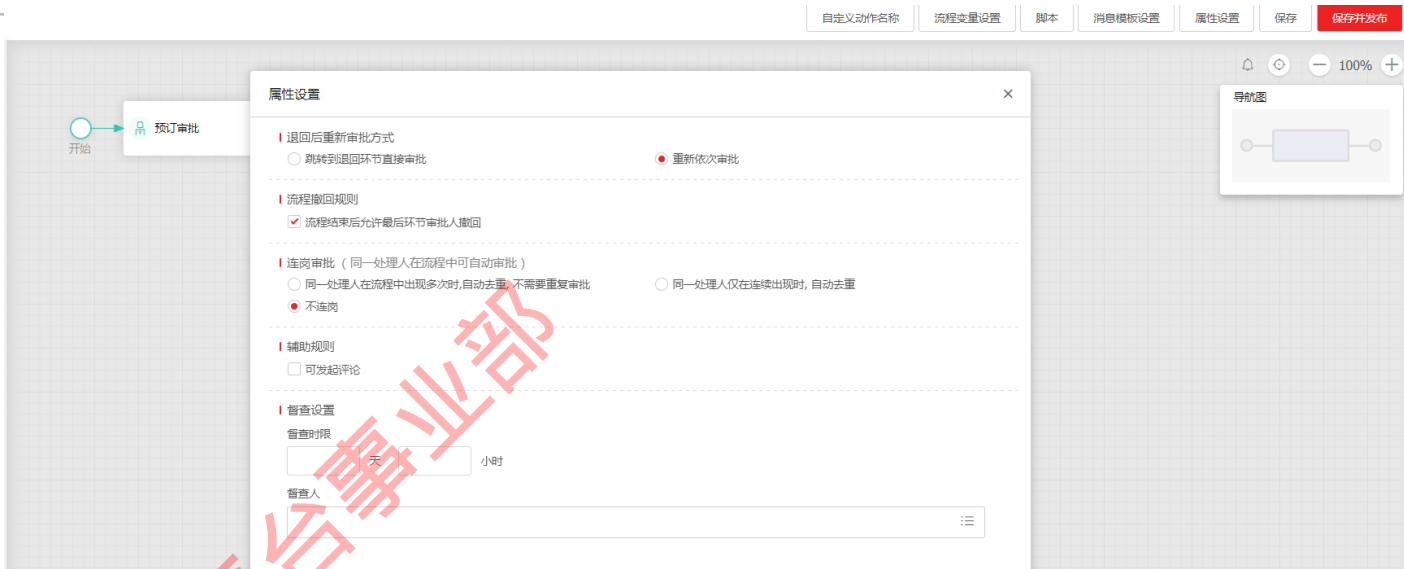 自定义动作名称 流程变量设置 脚本 消息模板设置 属性设置 保存 保存并发布
100%
导航图
开始
预订审批
属性设置
退回后重新审批方式
跳转到退回环节直接审批 重新依次审批
流程撤回规则
流程结束后允许最后环节审批人撤回
连岗审批 ( 同一处理人在流程中可自动审批 )
同一处理人在流程中出现多次时,自动去重, 不需要重复审批 同一处理人仅在连续出现时, 自动去重
不连岗
辅助规则
可发起评论
督查设置
督查时限
天 小时
督查人
台事业部